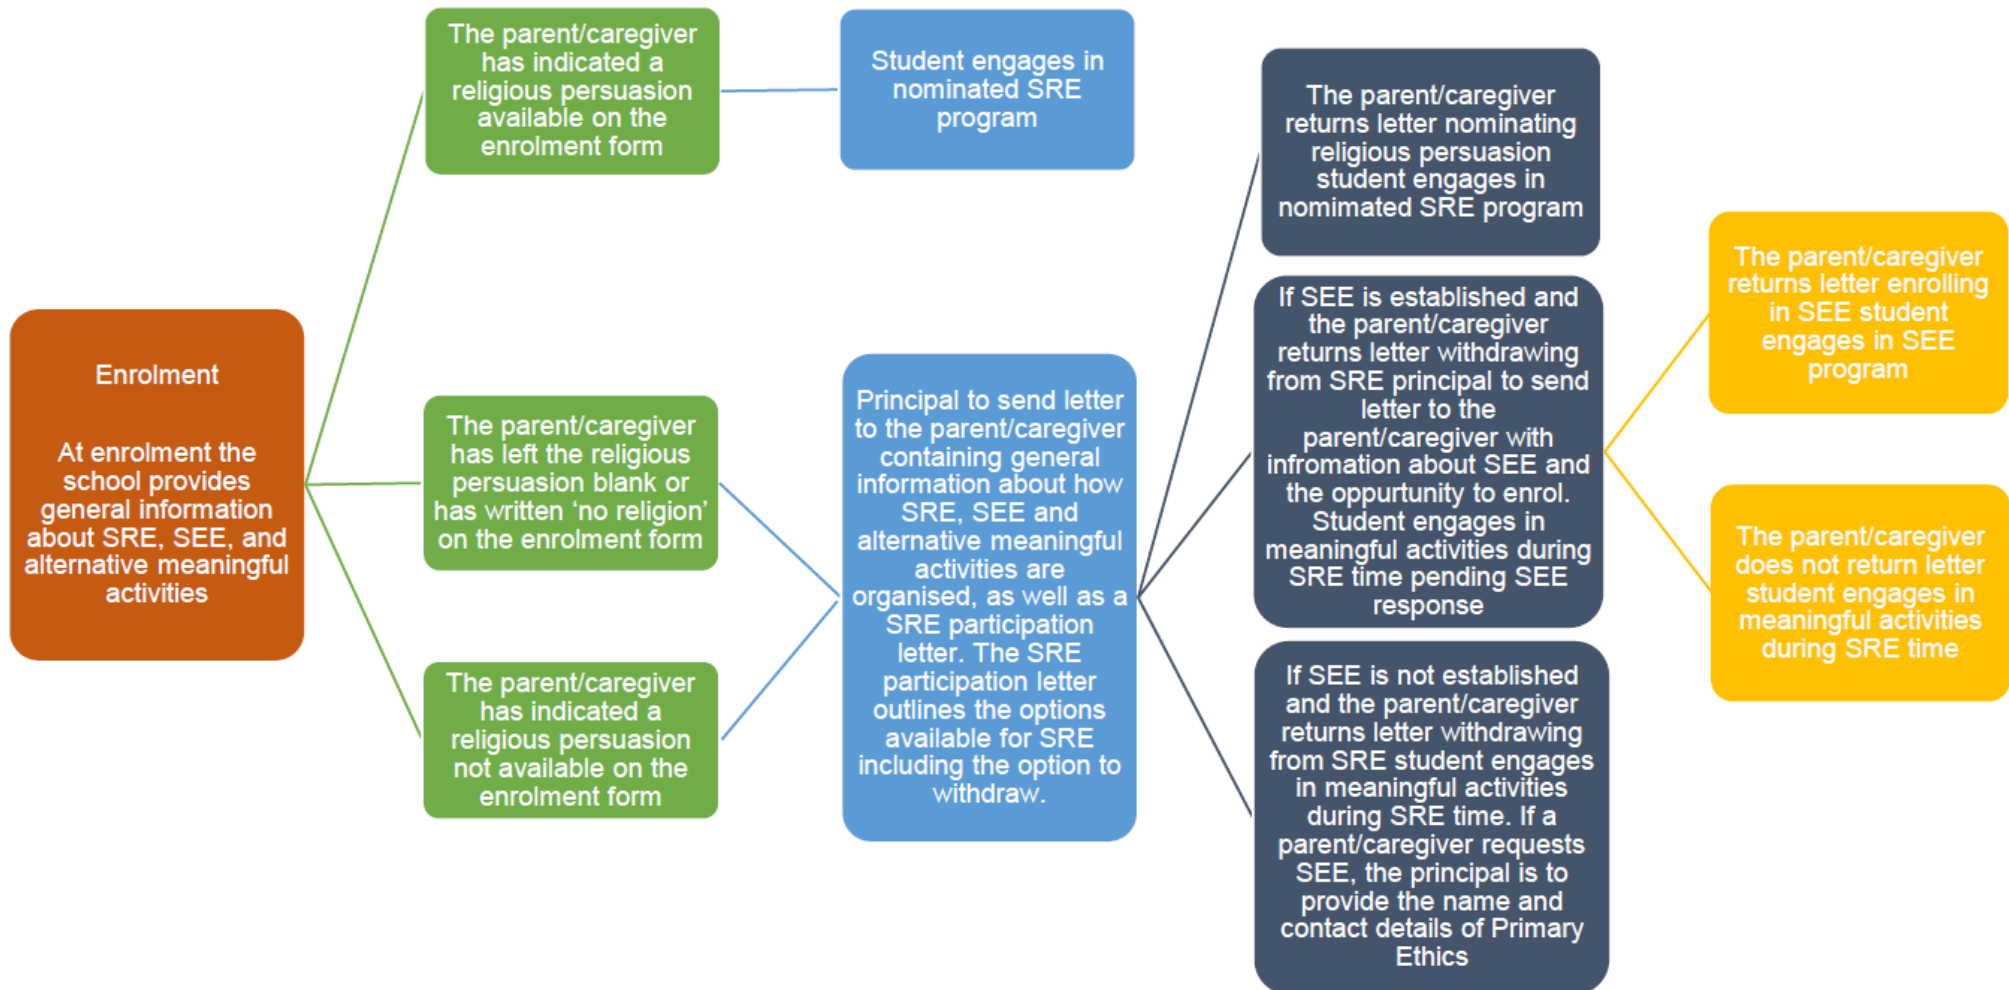 Enrolment
At enrolment the
school provides
general information
about SRE, SEE, and
alternative meaningful
activities
The parent/caregiver
has indicated a
religious persuasion
available on the
enrolment form
The parent/caregiver
has left the religious
persuasion blank or
has written ‘no religion’
on the enrolment form
The parent/caregiver
has indicated a
religious persuasion
not available on the
enrolment form
Student engages in
nominated SRE
program
Principal to send letter
to the parent/caregiver
containing general
information about how
SRE, SEE and
alternative meaningful
activities are
organised, as well as a
SRE participation
letter. The SRE
participation letter
outlines the options
available for SRE
including the option to
withdraw.
The parent/caregiver
returns letter nominating
religious persuasion
student engages in
nomimated SRE program
If SEE is established and
the parent/caregiver
returns letter withdrawing
from SRE principal to send
letter to the
parent/caregiver with
infromation about SEE and
the oppurtunity to enrol.
Student engages in
meaningful activities during
SRE time pending SEE
response
If SEE is not established
and the parent/caregiver
returns letter withdrawing
from SRE student engages
in meaningful activities
during SRE time. If a
parent/caregiver requests
SEE, the principal is to
provide the name and
contact details of Primary
Ethics
The parent/caregiver
returns letter enrolling
in SEE student
engages in SEE
program
The parent/caregiver
does not return letter
student engages in
meaningful activities
during SRE time